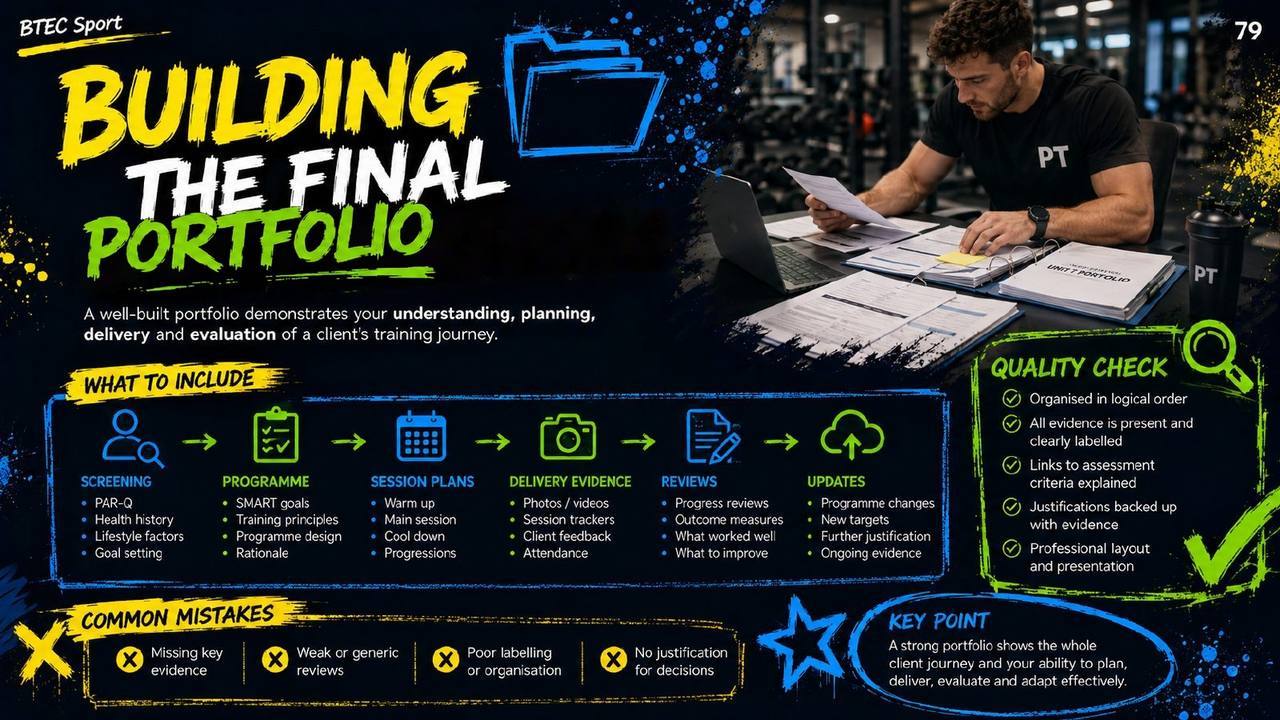 BTEC Sport
79
BUILDING
THE FINAL
PORTFOLIO
A well-built portfolio demonstrates your understanding, planning,
delivery and evaluation of a client's training journey.
PT
PT
UNIT 7 PORTFOLIO
WHAT TO INCLUDE
SCREENING
• PAR-Q
• Health history
• Lifestyle factors
• Goal setting
PROGRAMME
• SMART goals
• Training principles
• Programme design
• Rationale
SESSION PLANS
• Warm up
• Main session
• Cool down
• Progressions
DELIVERY EVIDENCE
• Photos / videos
• Session trackers
• Client feedback
• Attendance
REVIEWS
• Progress reviews
• Outcome measures
• What worked well
• What to improve
UPDATES
• Programme changes
• New targets
• Further justification
• Ongoing evidence
QUALITY CHECK
Organised in logical order
All evidence is present and
clearly labelled
Links to assessment
criteria explained
Justifications backed up
with evidence
Professional layout
and presentation
COMMON MISTAKES
Missing key
evidence
Weak or generic
reviews
Poor labelling
or organisation
No justification
for decisions
KEY POINT
A strong portfolio shows the whole
client journey and your ability to plan,
deliver, evaluate and adapt effectively.